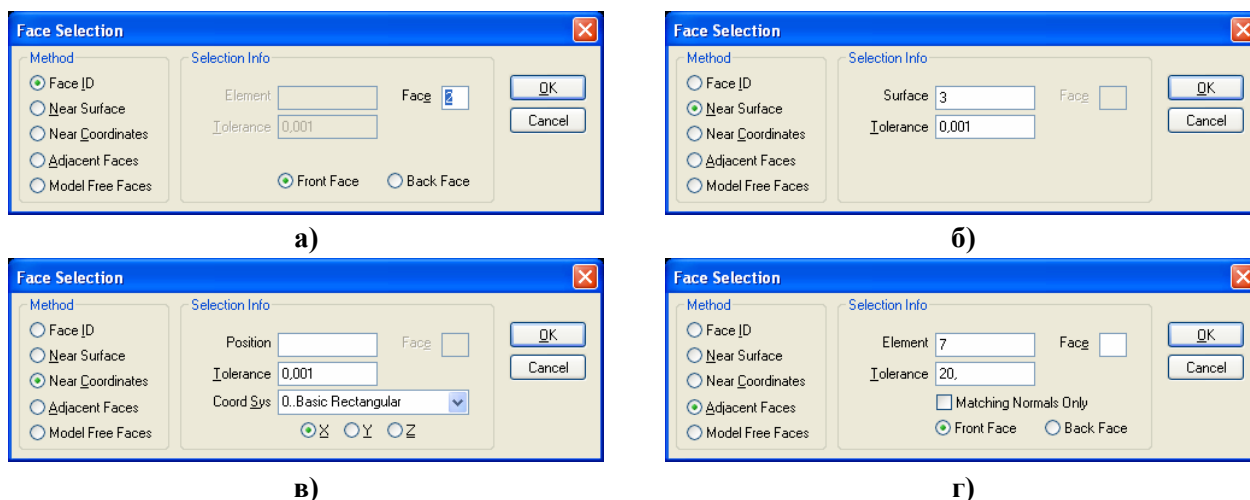 Face Selection
Method
Face ID
Near Surface
Near Coordinates
Adjacent Faces
Model Free Faces
Selection Info
Element
Face 2
Tolerance 0,001
Front Face Back Face
OK
Cancel
а)
Face Selection
Method
Face ID
Near Surface
Near Coordinates
Adjacent Faces
Model Free Faces
Selection Info
Surface 3
Face
Tolerance 0,001
OK
Cancel
б)
Face Selection
Method
Face ID
Near Surface
Near Coordinates
Adjacent Faces
Model Free Faces
Selection Info
Position
Face
Tolerance 0,001
Coord Sys 0..Basic Rectangular
X Y Z
OK
Cancel
в)
Face Selection
Method
Face ID
Near Surface
Near Coordinates
Adjacent Faces
Model Free Faces
Selection Info
Element 7
Face
Tolerance 20,
Matching Normals Only
Front Face Back Face
OK
Cancel
г)